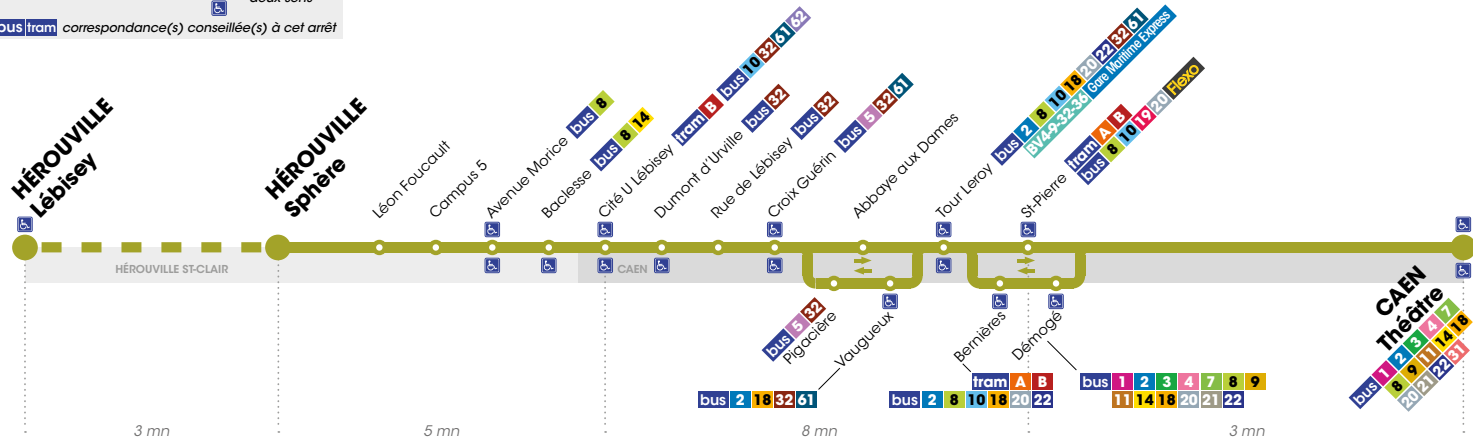 deux sens
bus tram correspondance(s) conseillée(s) à cet arrêt
HÉROUVILLE
Lébisey
HÉROUVILLE
Sphère
Léon Foucault
Campus 5
Avenue Morice bus 8
Baclesse bus 8 14
Cité U Lébisey tram B bus 10 32 61 62
Dumont d'Urville bus 32
Rue de Lébisey bus 32
Croix Guérin bus 5 32 61
Abbaye aux Dames
Tour Leroy bus 2 8 10 18 20 22 32 61
BV4-9-32-36 Gare Maritime Express
St-Pierre tram A B
bus 8 10 19 20 Flexo
HÉROUVILLE ST-CLAIR
CAEN
bus 5 32
Pigacière
Vaugueux
bus 2 18 32 61
Bernières
tram A B
bus 2 8 10 18 20 22
Démogé
bus 1 2 3 4 7 8 9
11 14 18 20 21 22
CAEN
Théâtre
bus 1 2 3 4 7
8 9 11 14 18
20 21 22 31
3 mn
5 mn
8 mn
3 mn